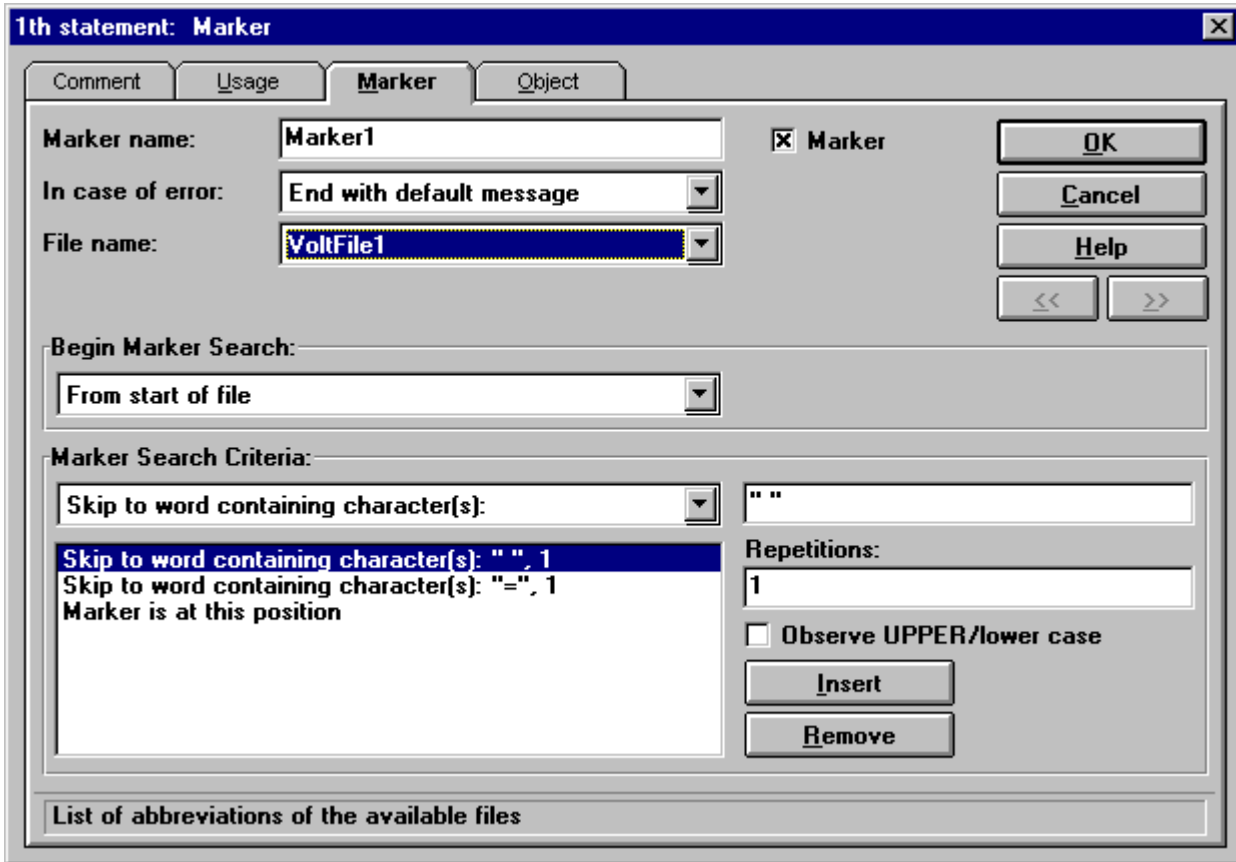 1th statement: Marker
Comment Usage Marker Object
Marker name: Marker1 Marker OK
In case of error: End with default message Cancel
File name: VoltFile1 Help
<< >>
Begin Marker Search:
From start of file
Marker Search Criteria:
Skip to word containing character(s): " "
Skip to word containing character(s): " ", 1
Skip to word containing character(s): "=", 1
Marker is at this position
Repetitions:
1
Observe UPPER/lower case
Insert
Remove
List of abbreviations of the available files